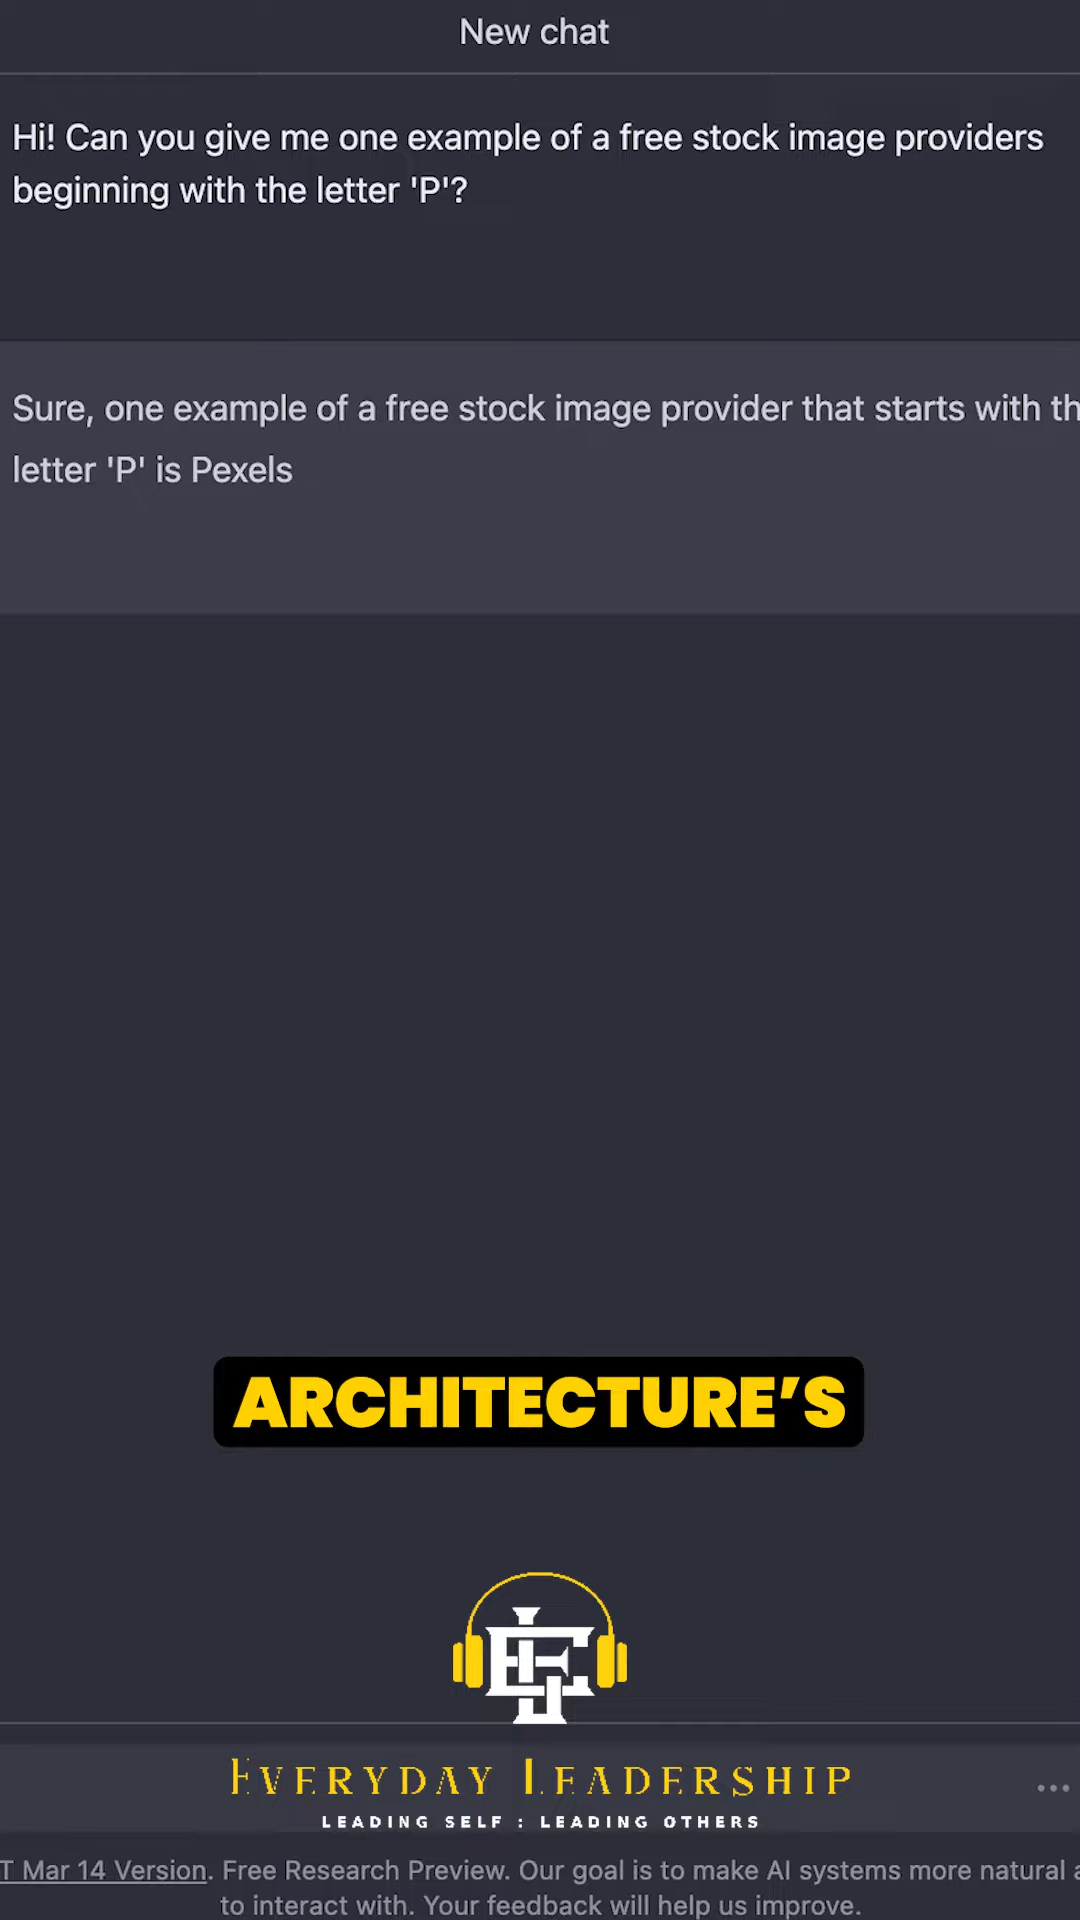 New chat
Hi! Can you give me one example of a free stock image providers
beginning with the letter 'P'?
Sure, one example of a free stock image provider that starts with th
letter 'P' is Pexels
ARCHITECTURE'S
EVERYDAY LEADERSHIP
LEADING SELF : LEADING OTHERS
T Mar 14 Version. Free Research Preview. Our goal is to make AI systems more natural a
to interact with. Your feedback will help us improve.